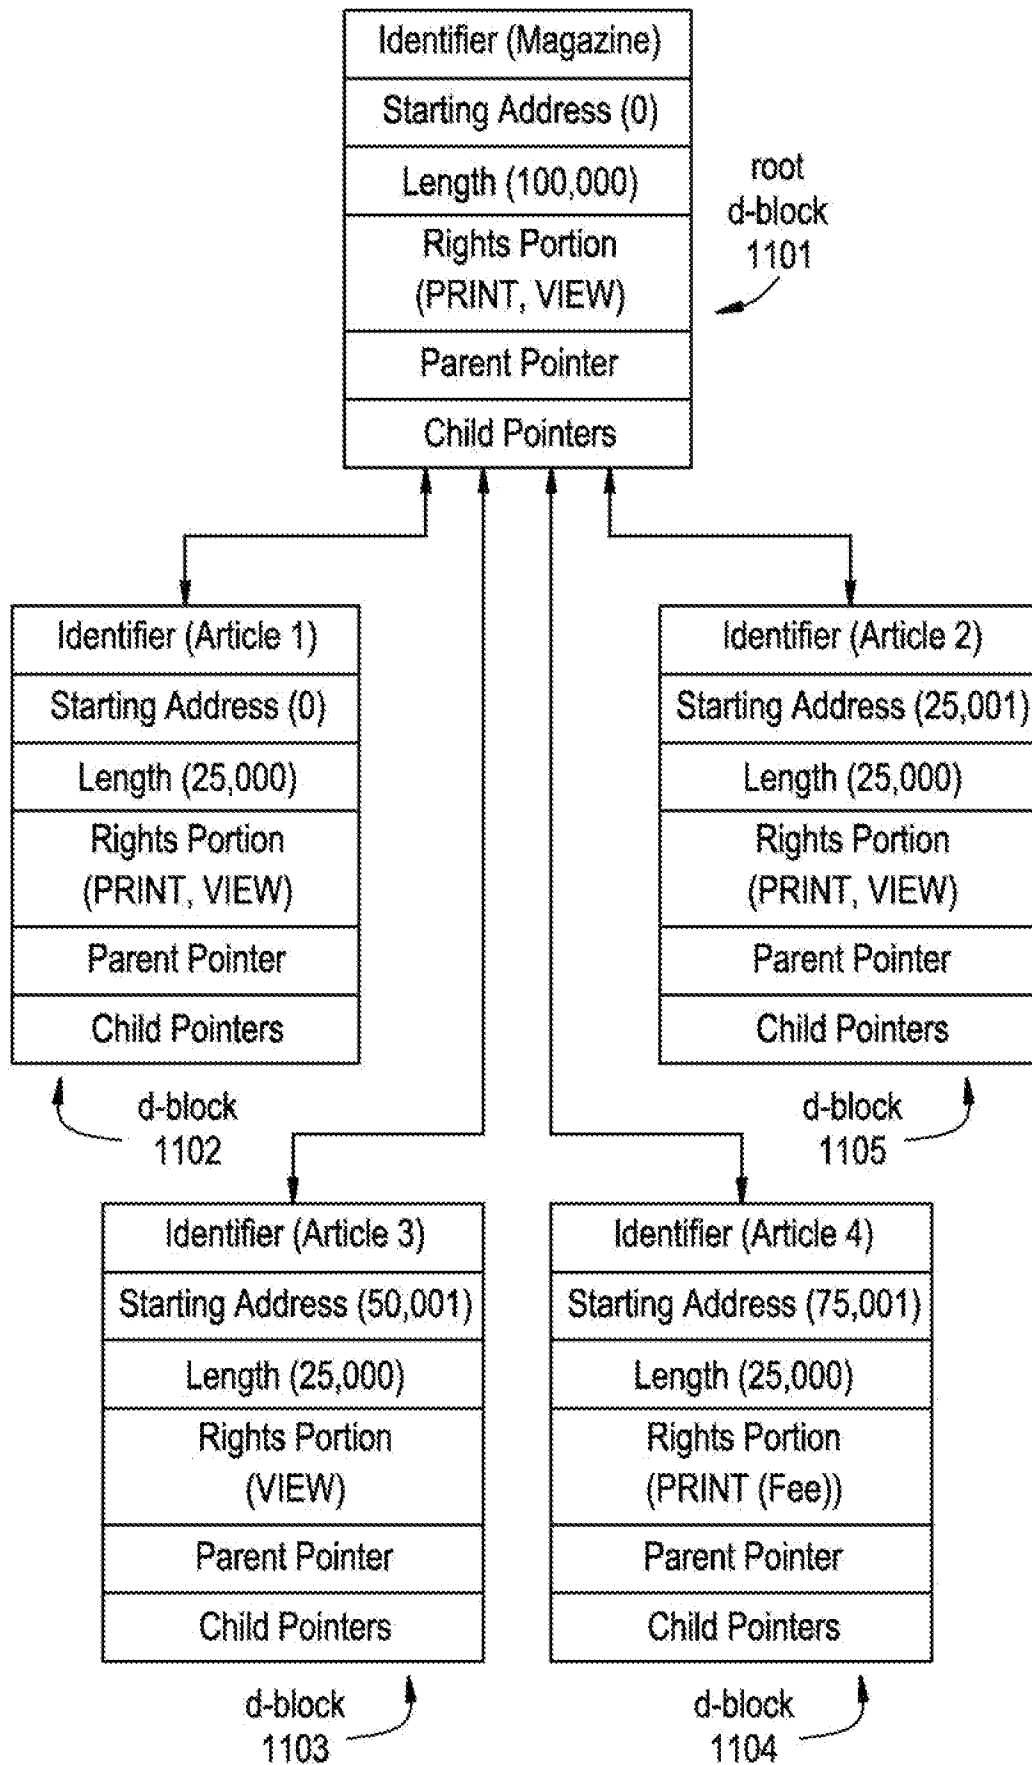 Identifier (Magazine)
Starting Address (0)
Length (100,000)
Rights Portion
(PRINT, VIEW)
Parent Pointer
Child Pointers
root
d-block
1101
Identifier (Article 1)
Starting Address (0)
Length (25,000)
Rights Portion
(PRINT, VIEW)
Parent Pointer
Child Pointers
d-block
1102
Identifier (Article 2)
Starting Address (25,001)
Length (25,000)
Rights Portion
(PRINT, VIEW)
Parent Pointer
Child Pointers
d-block
1105
Identifier (Article 3)
Starting Address (50,001)
Length (25,000)
Rights Portion
(VIEW)
Parent Pointer
Child Pointers
d-block
1103
Identifier (Article 4)
Starting Address (75,001)
Length (25,000)
Rights Portion
(PRINT (Fee))
Parent Pointer
Child Pointers
d-block
1104